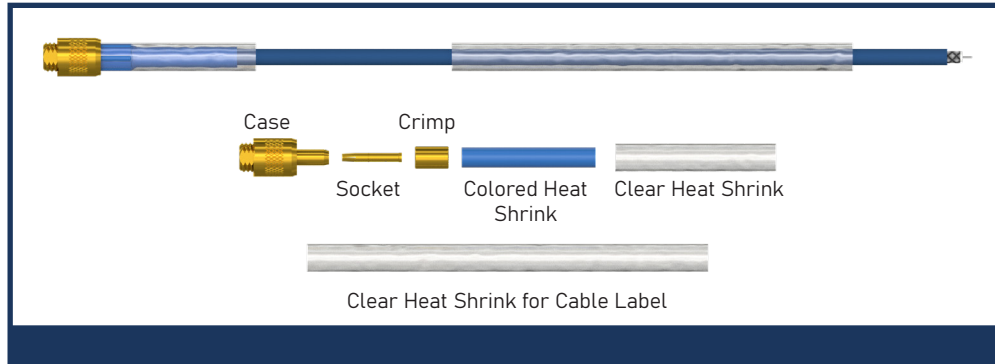 Case
Crimp
Socket
Colored Heat
Shrink
Clear Heat Shrink
Clear Heat Shrink for Cable Label